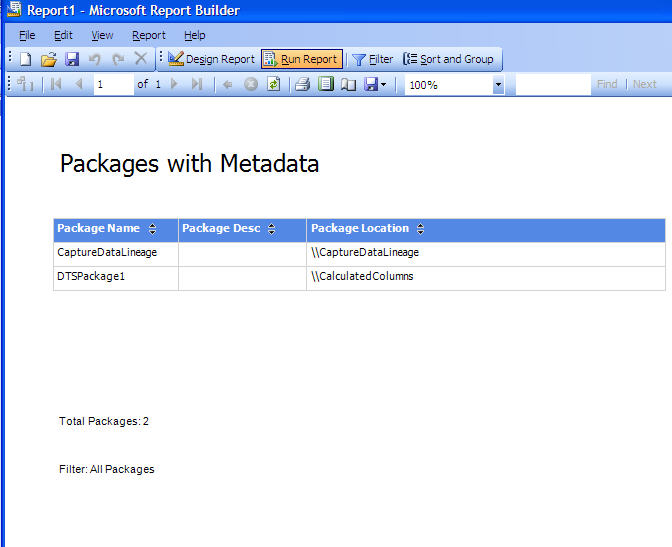 Report1 - Microsoft Report Builder
File Edit View Report Help
Design Report Run Report Filter Sort and Group
1 of 1 100% Find Next
Packages with Metadata
Package Name Package Desc Package Location
CaptureDataLineage \\CaptureDataLineage
DTSPackage1 \\CalculatedColumns
Total Packages: 2
Filter: All Packages